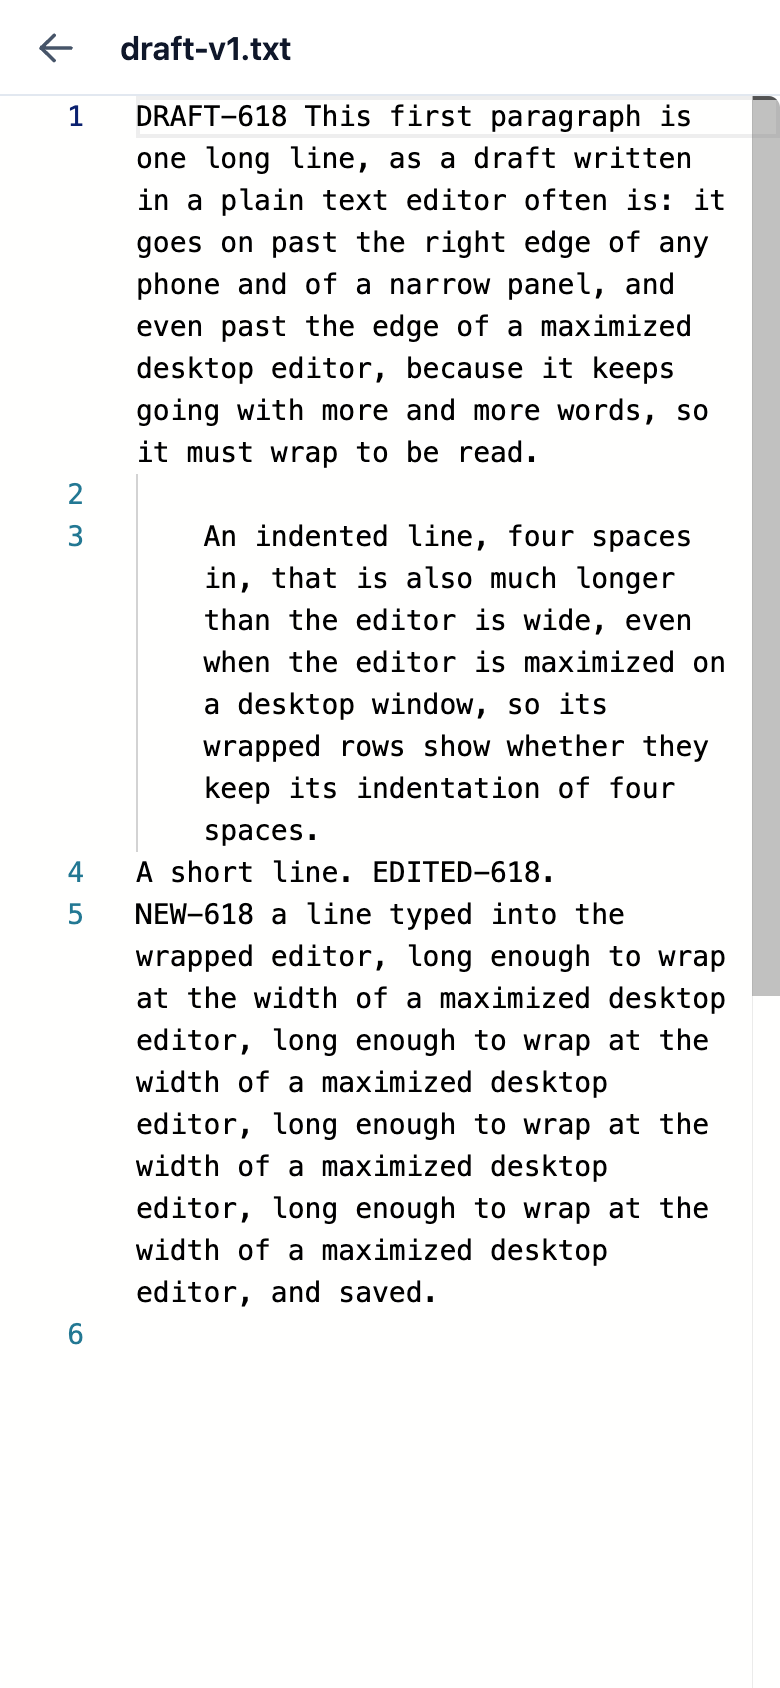 draft-v1.txt
1 DRAFT-618 This first paragraph is
one long line, as a draft written
in a plain text editor often is: it
goes on past the right edge of any
phone and of a narrow panel, and
even past the edge of a maximized
desktop editor, because it keeps
going with more and more words, so
it must wrap to be read.
2
3     An indented line, four spaces
    in, that is also much longer
    than the editor is wide, even
    when the editor is maximized on
    a desktop window, so its
    wrapped rows show whether they
    keep its indentation of four
    spaces.
4 A short line. EDITED-618.
5 NEW-618 a line typed into the
wrapped editor, long enough to wrap
at the width of a maximized desktop
editor, long enough to wrap at the
width of a maximized desktop
editor, long enough to wrap at the
width of a maximized desktop
editor, long enough to wrap at the
width of a maximized desktop
editor, and saved.
6